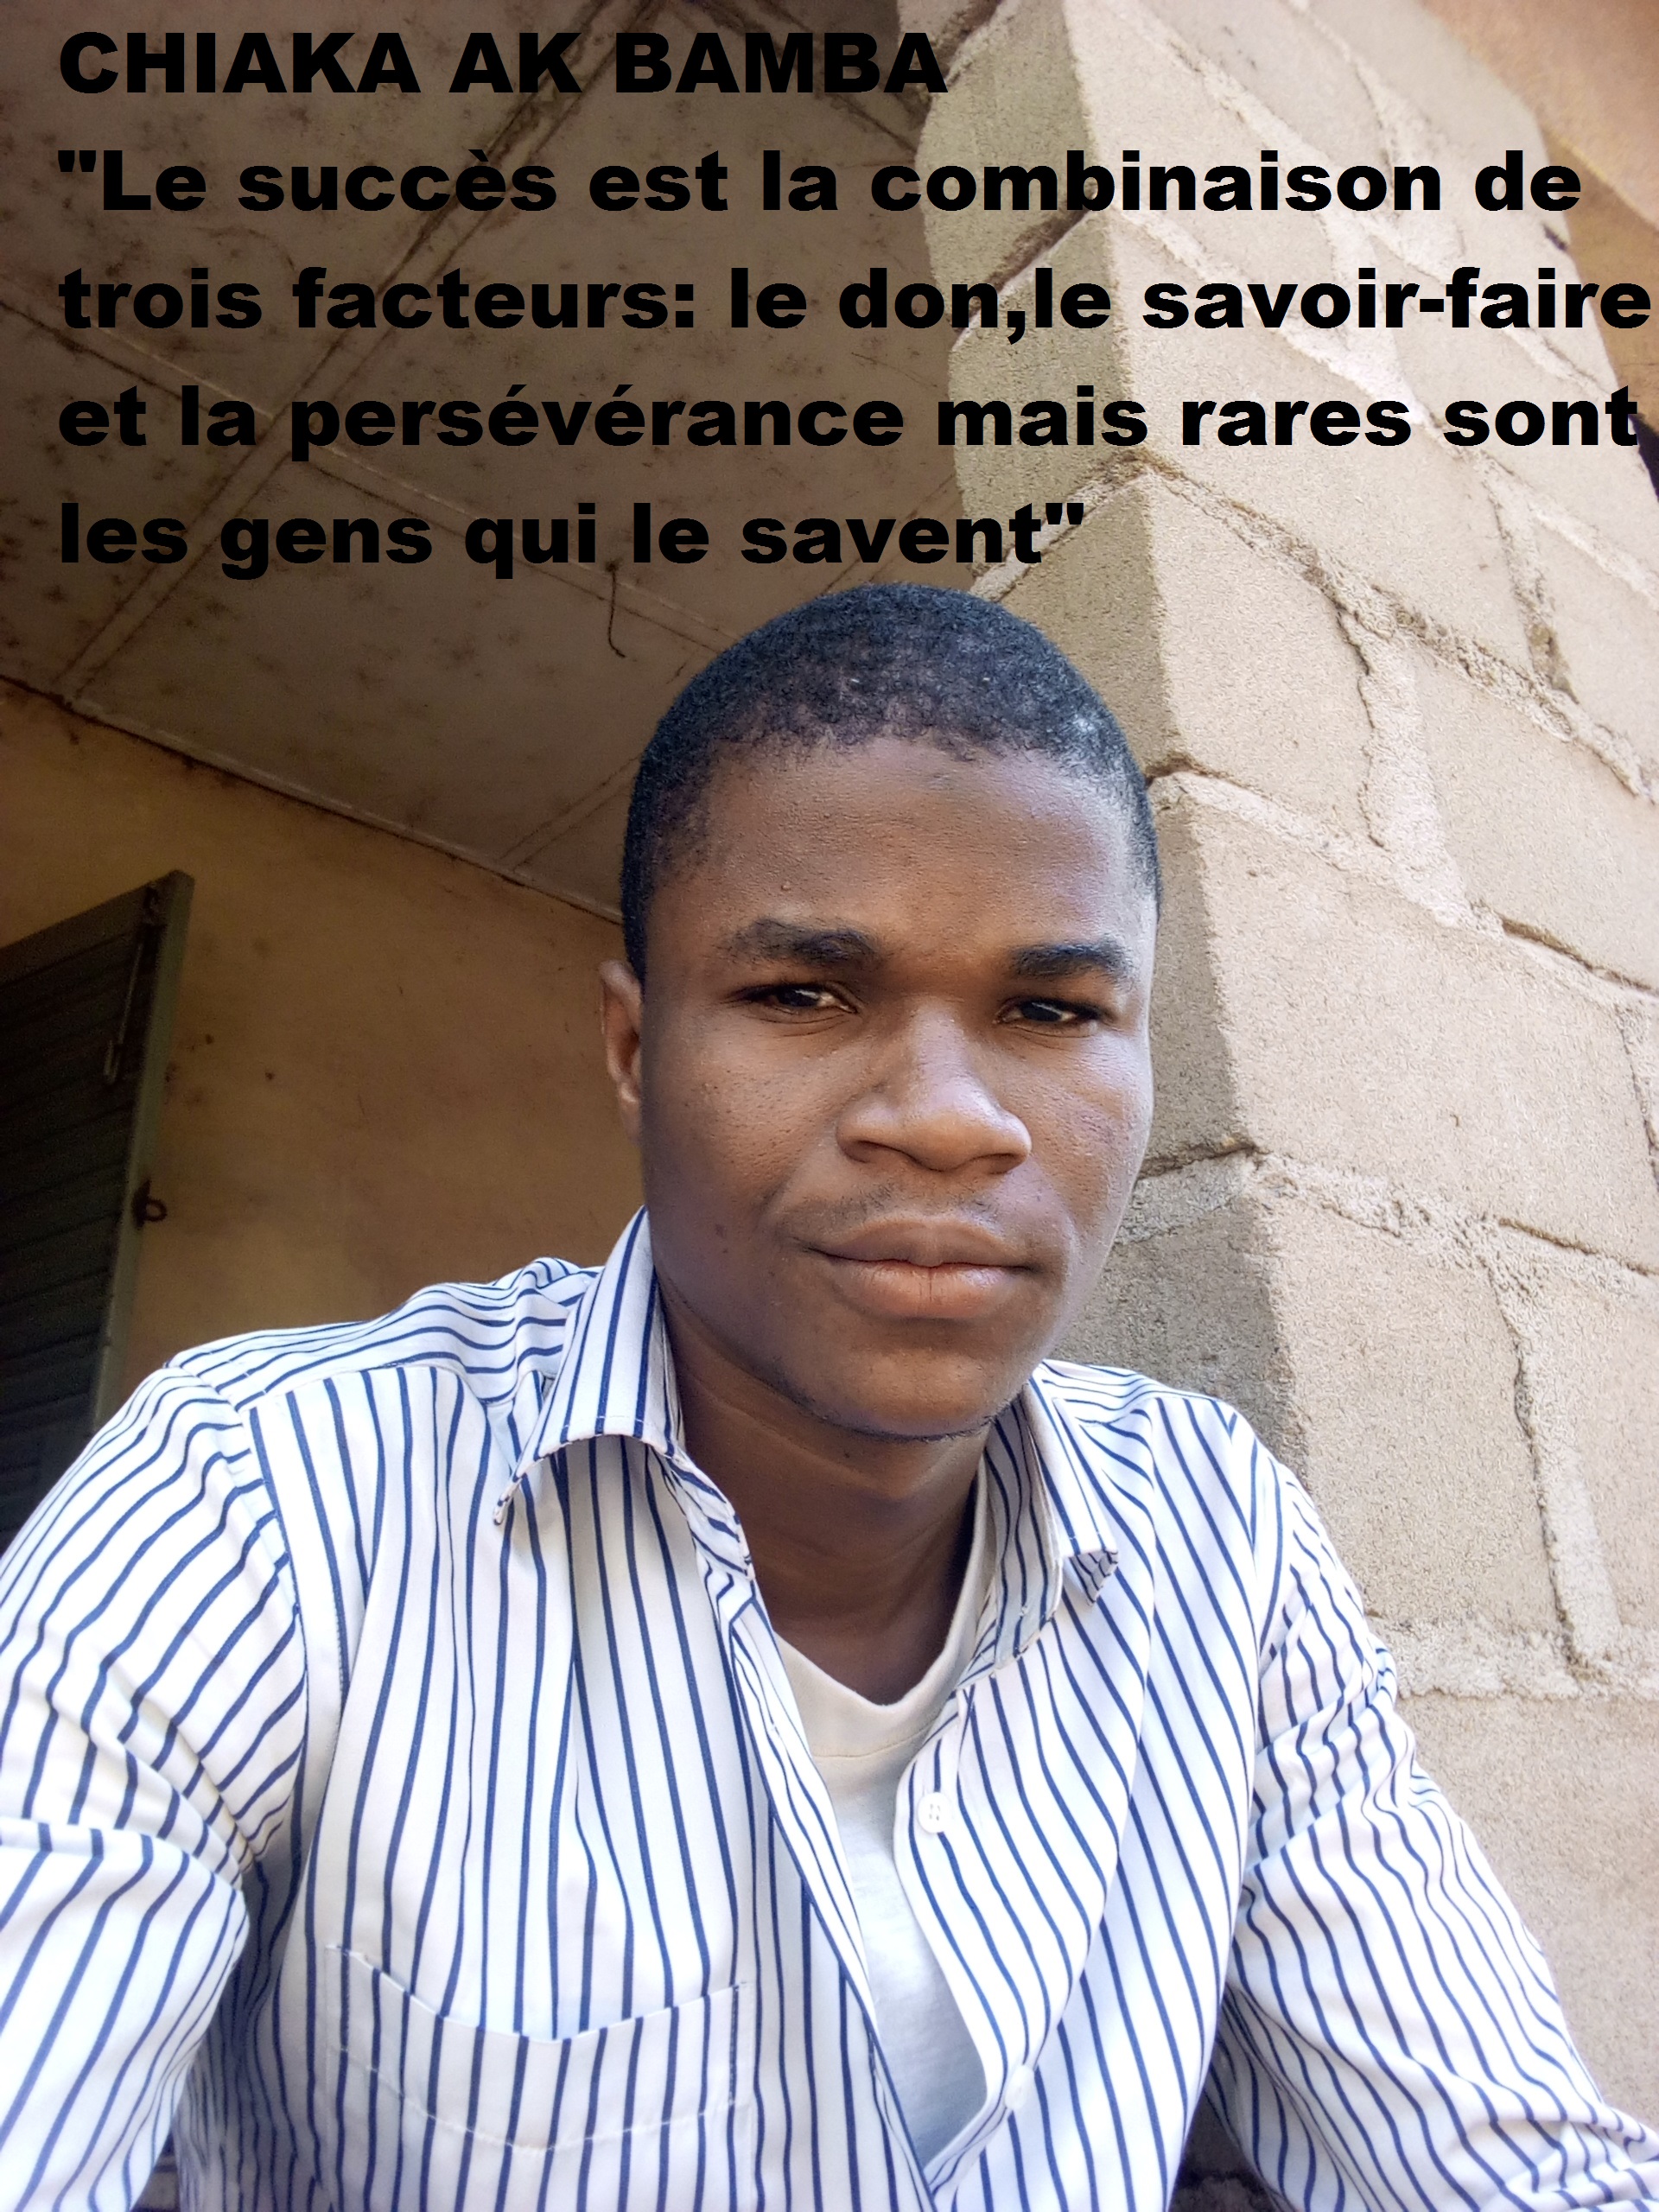 CHIAKA AK BAMBA
"Le succès est la combinaison de
trois facteurs: le don,le savoir-faire
et la persévérance mais rares sont
les gens qui le savent"